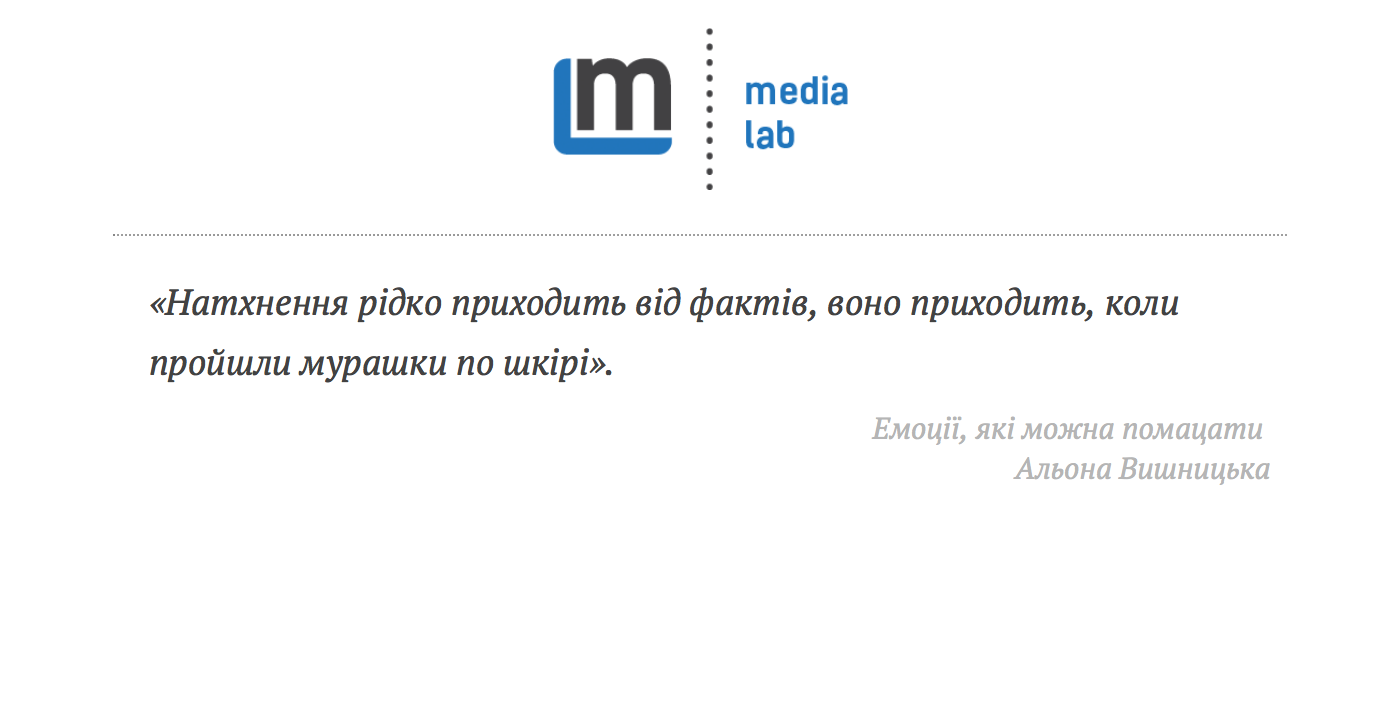 m
media
lab
«Натхнення рідко приходить від фактів, воно приходить, коли
пройшли мурашки по шкірі».
Емоції, які можна помацати
Альона Вишницька